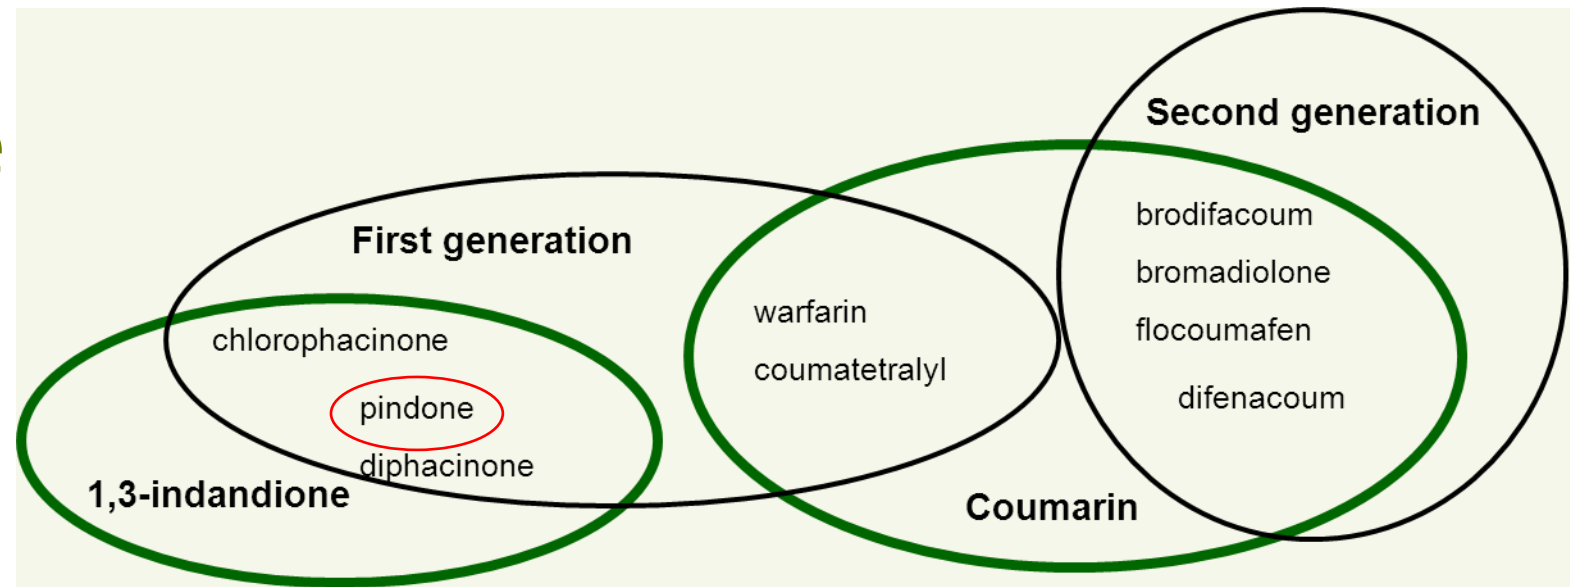 Second generation
First generation
brodifacoum
bromadiolone
warfarin
flocoumafen
chlorophacinone
coumatetralyl
difenacoum
pindone
diphacinone
1,3-indandione
Coumarin